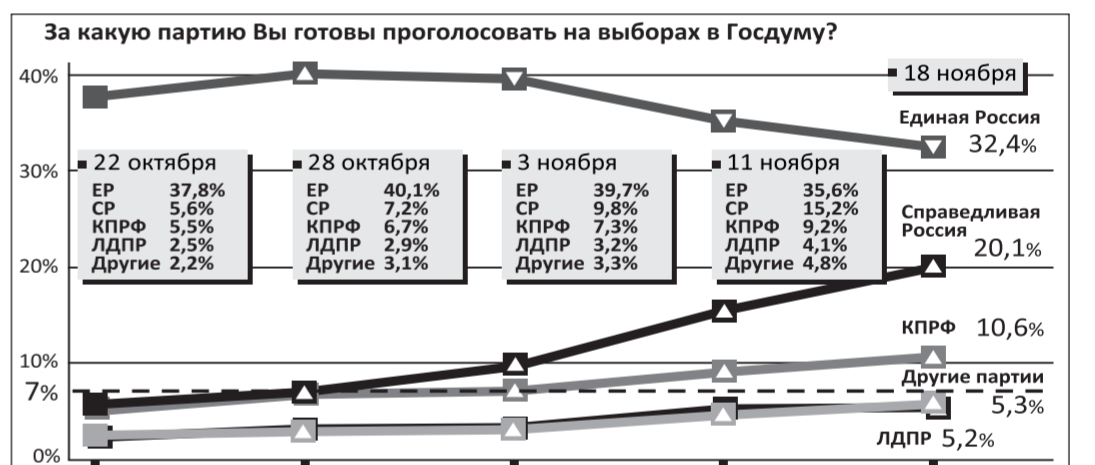 За какую партию Вы готовы проголосовать на выборах в Госдуму?
40%
30%
20%
10%
7%
0%
22 октября
ЕР 37,8%
СР 5,6%
КПРФ 5,5%
ЛДПР 2,5%
Другие 2,2%
28 октября
ЕР 40,1%
СР 7,2%
КПРФ 6,7%
ЛДПР 2,9%
Другие 3,1%
3 ноября
ЕР 39,7%
СР 9,8%
КПРФ 7,3%
ЛДПР 3,2%
Другие 3,3%
11 ноября
ЕР 35,6%
СР 15,2%
КПРФ 9,2%
ЛДПР 4,1%
Другие 4,8%
18 ноября
Единая Россия
32,4%
Справедливая
Россия
20,1%
КПРФ 10,6%
Другие партии
5,3%
ЛДПР 5,2%